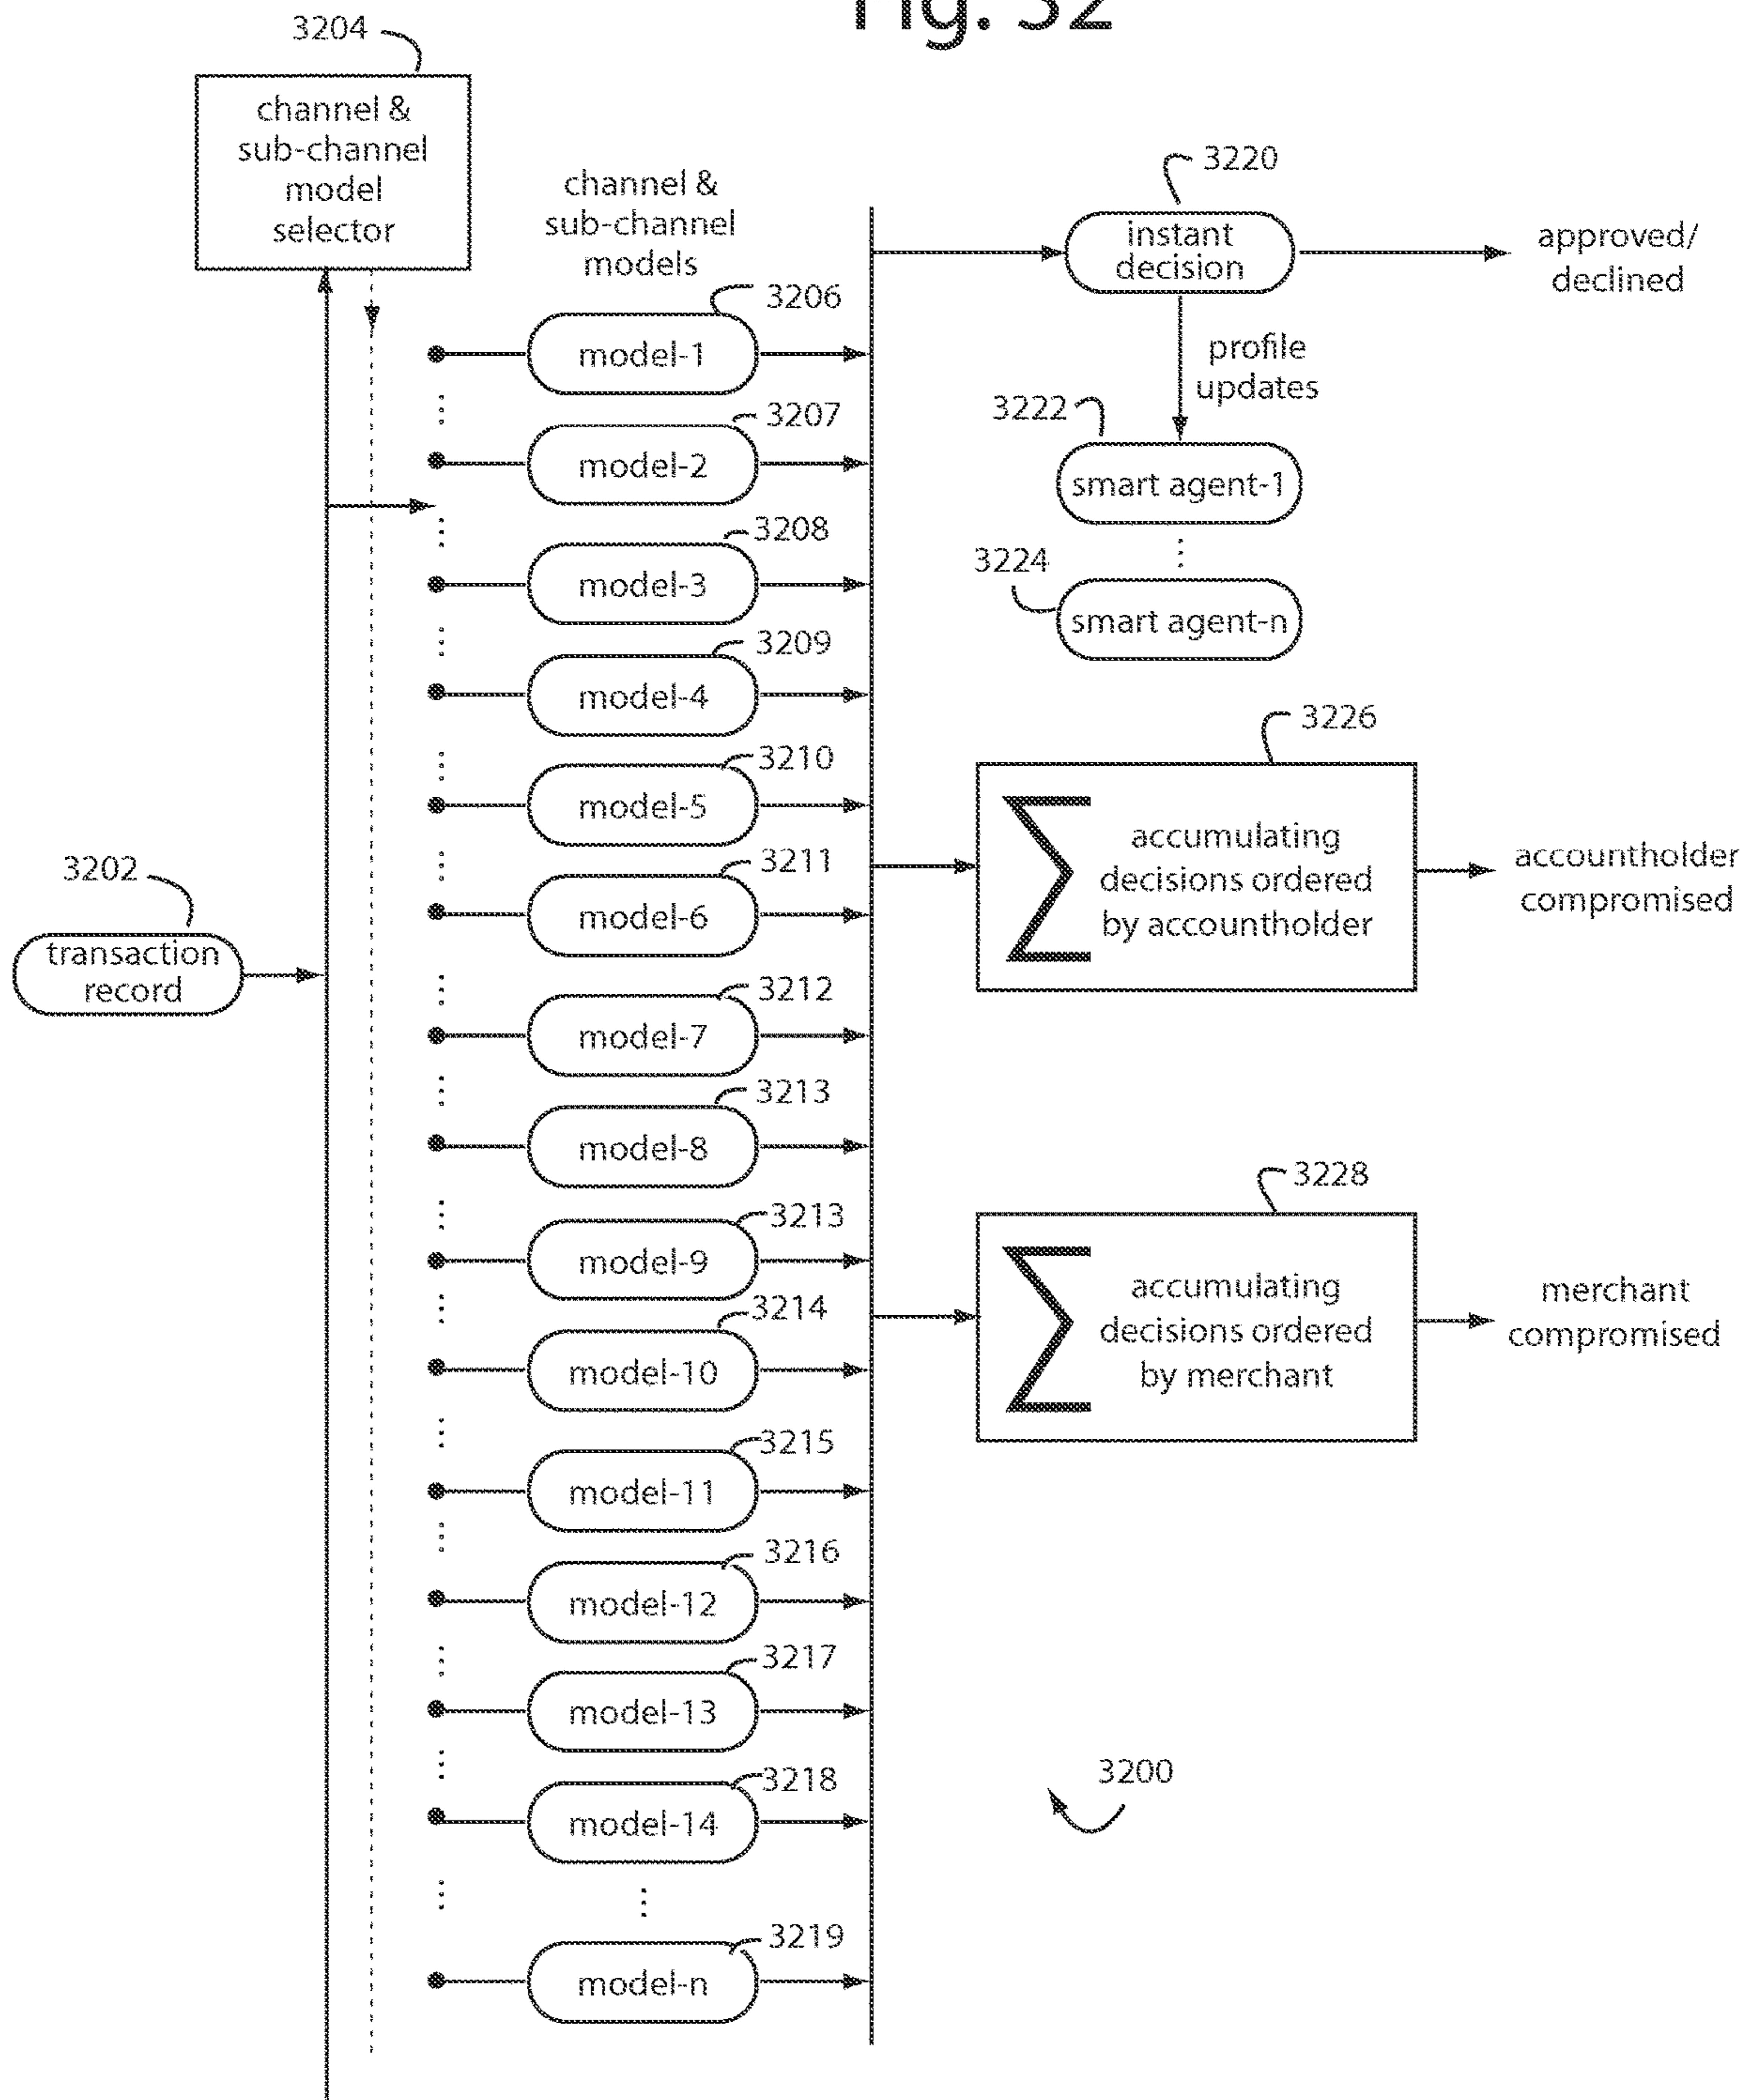 Fig. 32
3204
channel &
sub-channel
model
selector
channel &
sub-channel
models
3206
model-1
3207
model-2
3208
model-3
3209
model-4
3210
model-5
3211
model-6
3202
transaction
record
3212
model-7
3213
model-8
3213
model-9
3214
model-10
3215
model-11
3216
model-12
3217
model-13
3218
model-14
3219
model-n
3220
instant
decision
approved/
declined
profile
updates
3222
smart agent-1
3224
smart agent-n
3226
∑
accumulating
decisions ordered
by accountholder
accountholder
compromised
3228
∑
accumulating
decisions ordered
by merchant
merchant
compromised
3200